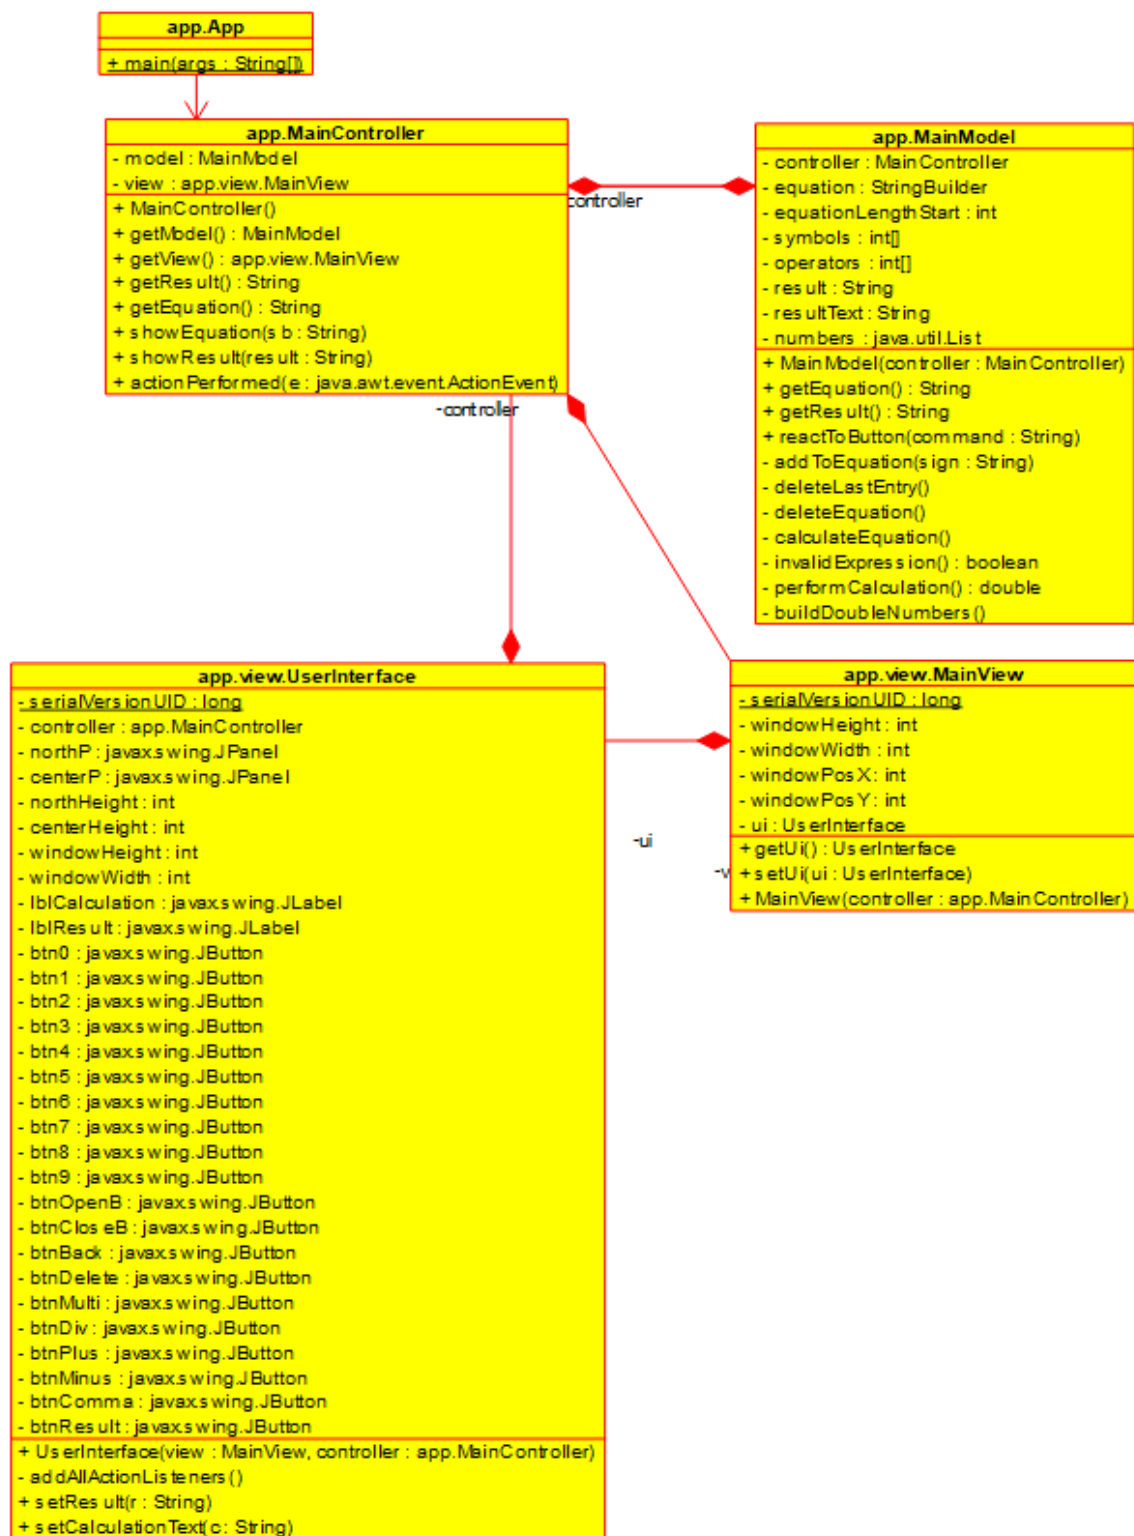 app.App
+ main(args : String[])
app.MainController
- model : MainModel
- view : app.view.MainView
+ MainController()
+ getModel() : MainModel
+ getView() : app.view.MainView
+ getResult() : String
+ getEquation() : String
+ showEquation(sb : String)
+ showResult(result : String)
+ actionPerformed(e : java.awt.event.ActionEvent)
controller
app.MainModel
- controller : MainController
- equation : StringBuilder
- equationLengthStart : int
- symbols : int[]
- operators : int[]
- result : String
- resultText : String
- numbers : java.util.List
+ MainModel(controller : MainController)
+ getEquation() : String
+ getResult() : String
+ reactToButton(command : String)
- addToEquation(sign : String)
- deleteLastEntry()
- deleteEquation()
- calculateEquation()
- invalidExpression() : boolean
- performCalculation() : double
- buildDoubleNumbers()
-controller
app.view.UserInterface
- serialVersionUID : long
- controller : app.MainController
- northP : javax.swing.JPanel
- centerP : javax.swing.JPanel
- northHeight : int
- centerHeight : int
- windowHeight : int
- windowWidth : int
- lblCalculation : javax.swing.JLabel
- lblResult : javax.swing.JLabel
- btn0 : javax.swing.JButton
- btn1 : javax.swing.JButton
- btn2 : javax.swing.JButton
- btn3 : javax.swing.JButton
- btn4 : javax.swing.JButton
- btn5 : javax.swing.JButton
- btn6 : javax.swing.JButton
- btn7 : javax.swing.JButton
- btn8 : javax.swing.JButton
- btn9 : javax.swing.JButton
- btnOpenB : javax.swing.JButton
- btnCloseB : javax.swing.JButton
- btnBack : javax.swing.JButton
- btnDelete : javax.swing.JButton
- btnMulti : javax.swing.JButton
- btnDiv : javax.swing.JButton
- btnPlus : javax.swing.JButton
- btnMinus : javax.swing.JButton
- btnComma : javax.swing.JButton
- btnResult : javax.swing.JButton
+ UserInterface(view : MainView, controller : app.MainController)
- addAllActionListeners()
+ setResult(r : String)
+ setCalculationText(c : String)
-ui
-v
app.view.MainView
- serialVersionUID : long
- windowHeight : int
- windowWidth : int
- windowPosX : int
- windowPosY : int
- ui : UserInterface
+ getUi() : UserInterface
+ setUi(ui : UserInterface)
+ MainView(controller : app.MainController)